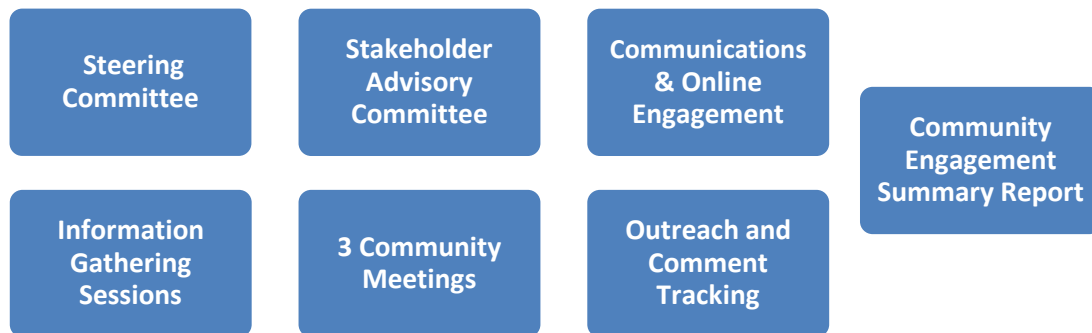 Steering
Committee
Stakeholder
Advisory
Committee
Communications
& Online
Engagement
Community
Engagement
Summary Report
Information
Gathering
Sessions
3 Community
Meetings
Outreach and
Comment
Tracking